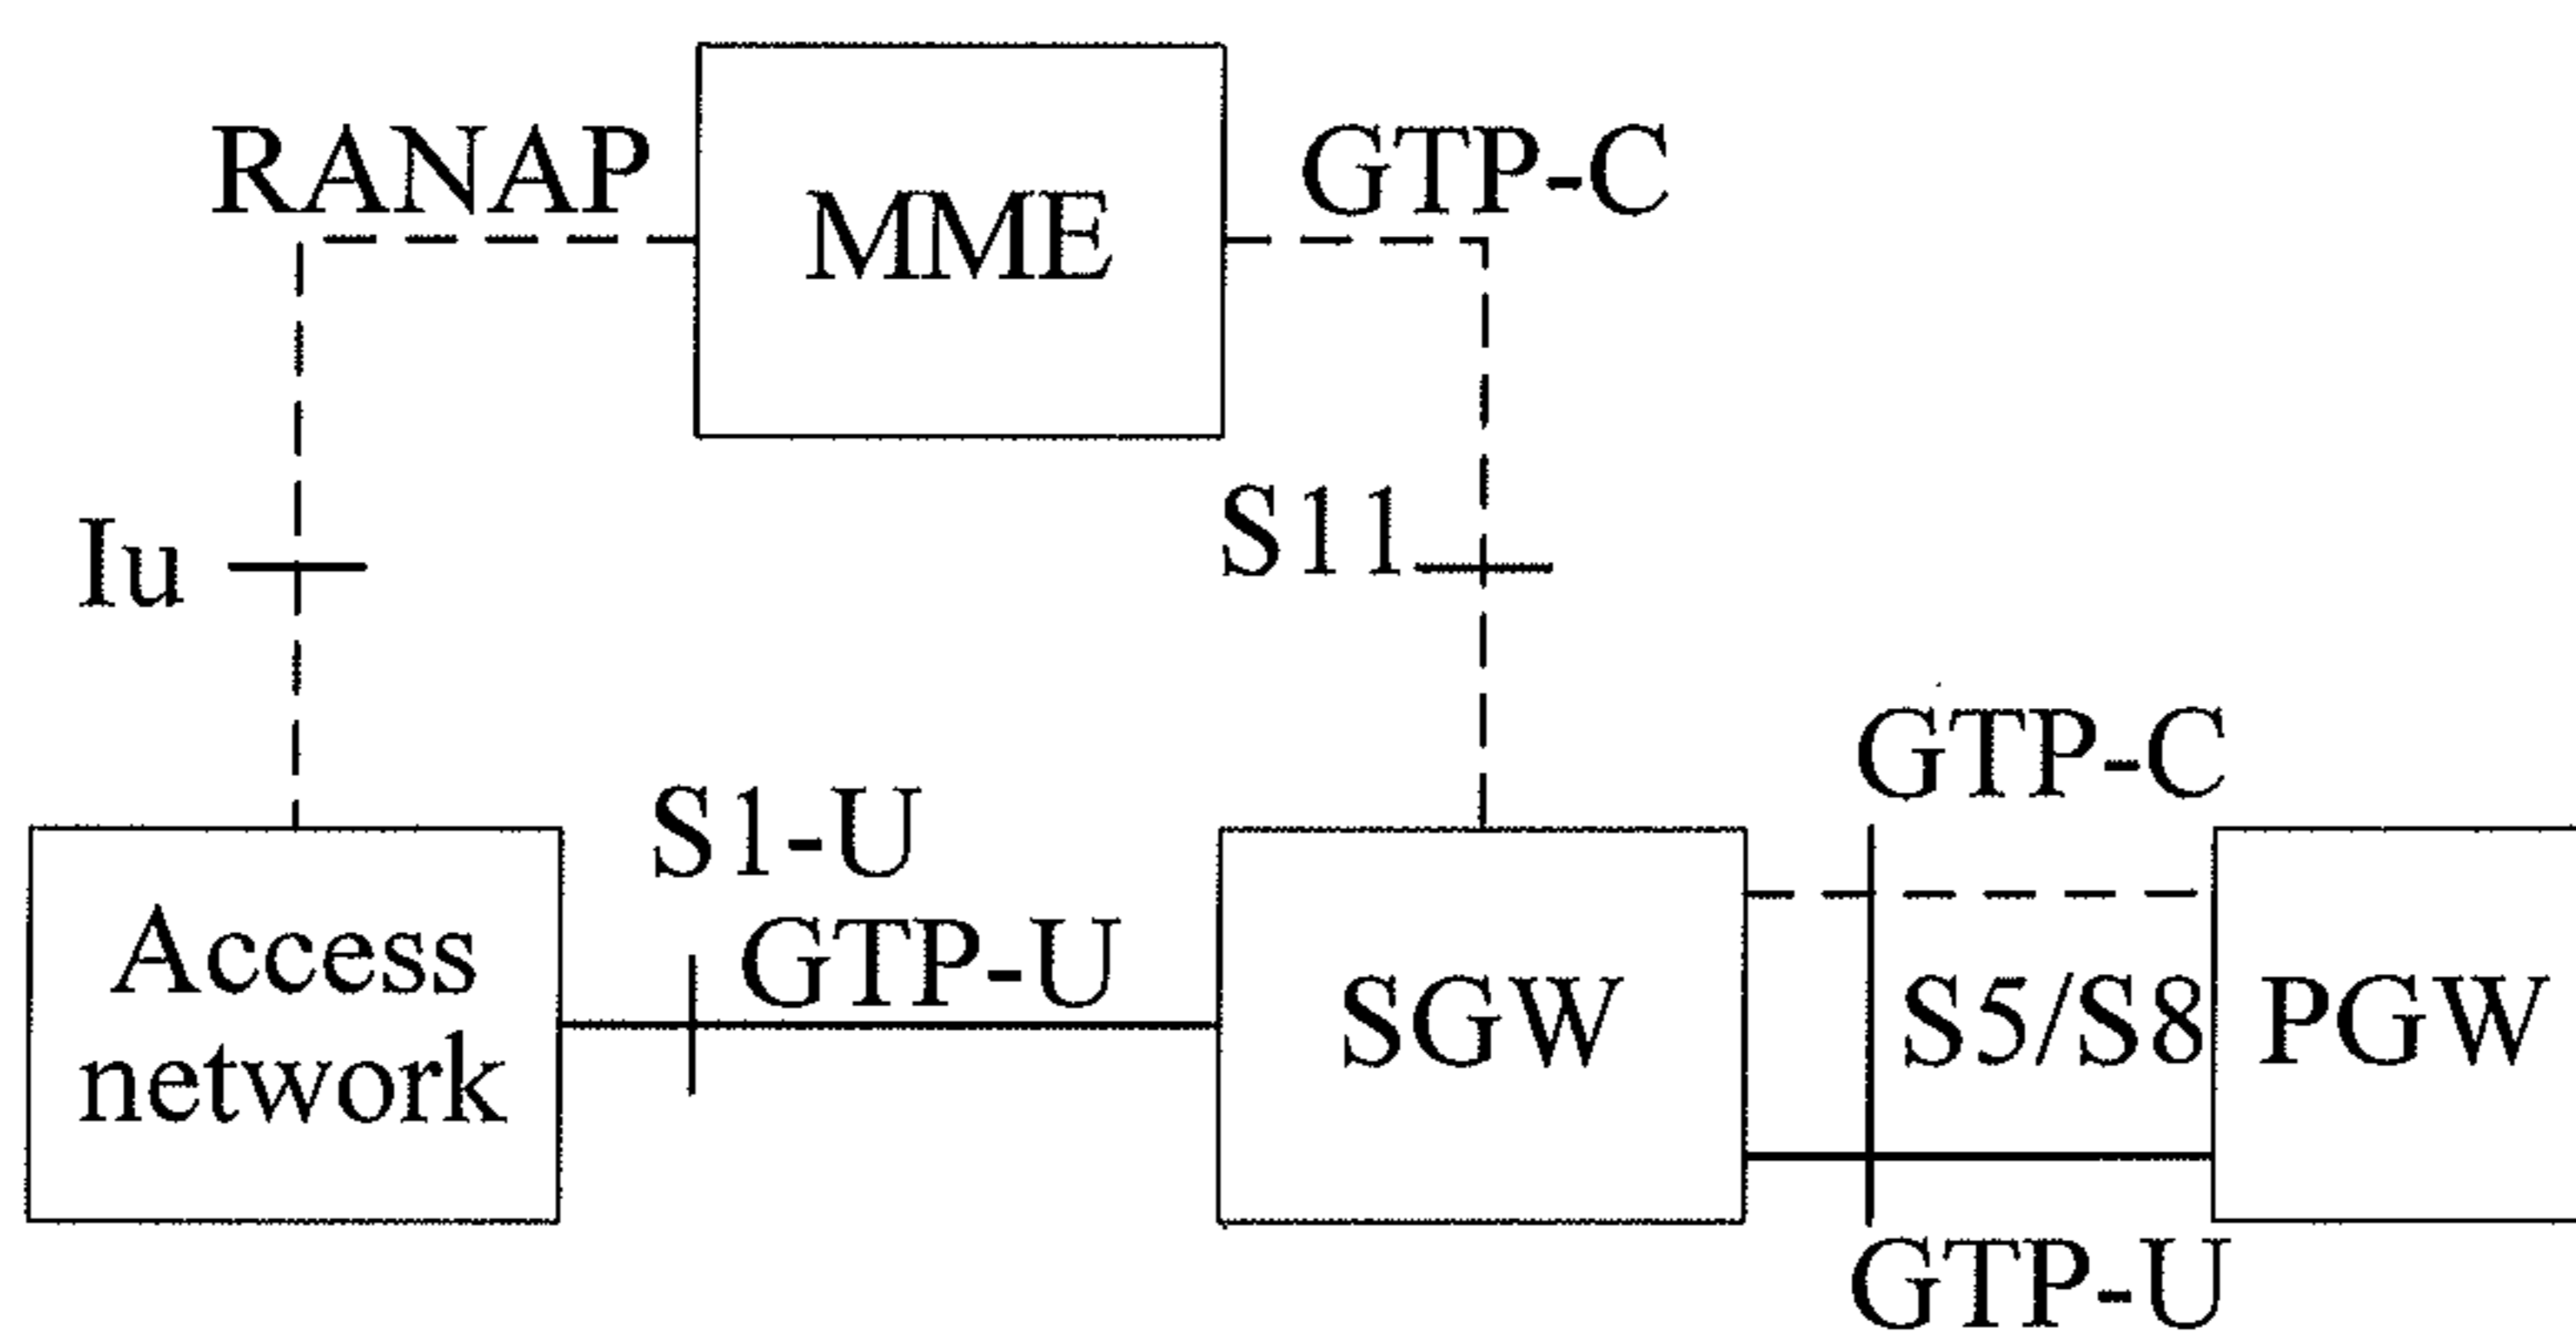 RANAP
MME
GTP-C
Iu
S11
GTP-C
S1-U
GTP-U
Access
network
SGW
S5/S8
PGW
GTP-U